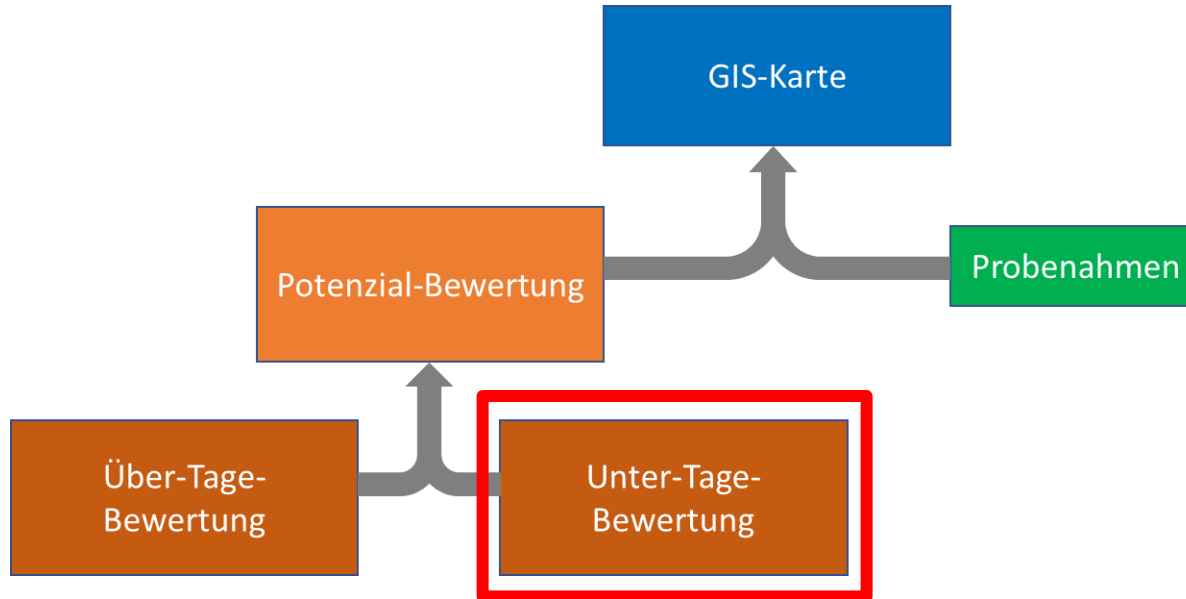 GIS-Karte
Potenzial-Bewertung
Probenahmen
Über-Tage-
Bewertung
Unter-Tage-
Bewertung